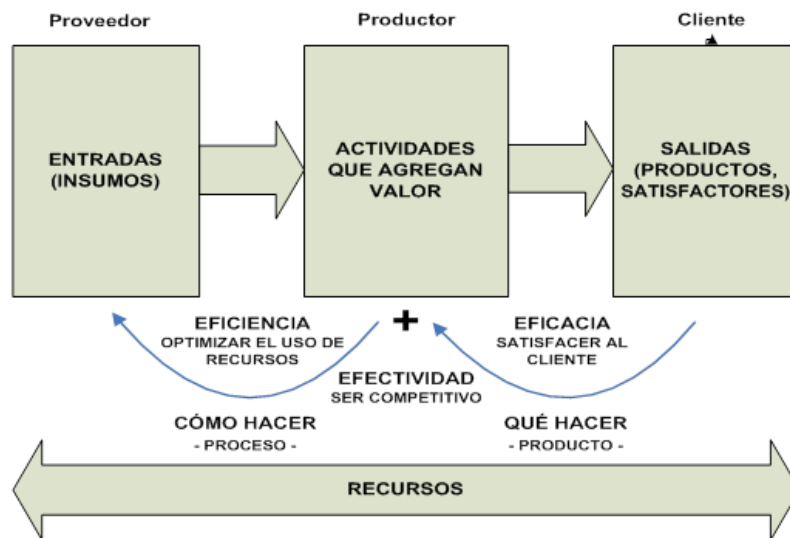 Proveedor
Productor
Cliente
ENTRADAS
(INSUMOS)
ACTIVIDADES
QUE AGREGAN
VALOR
SALIDAS
(PRODUCTOS,
SATISFACTORES)
EFICIENCIA
OPTIMIZAR EL USO DE
RECURSOS
+
EFICACIA
SATISFACER AL
CLIENTE
EFECTIVIDAD
SER COMPETITIVO
CÓMO HACER
- PROCESO -
QUÉ HACER
- PRODUCTO -
RECURSOS